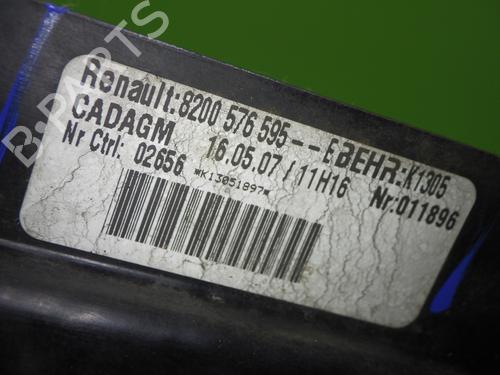 B-PARTS
Renault:8200 576 595--E BEHR:K1305
CADAGM 16.05.07 / 11H16 Nr:011896
Nr Ctrl: 02656 *K13051897*